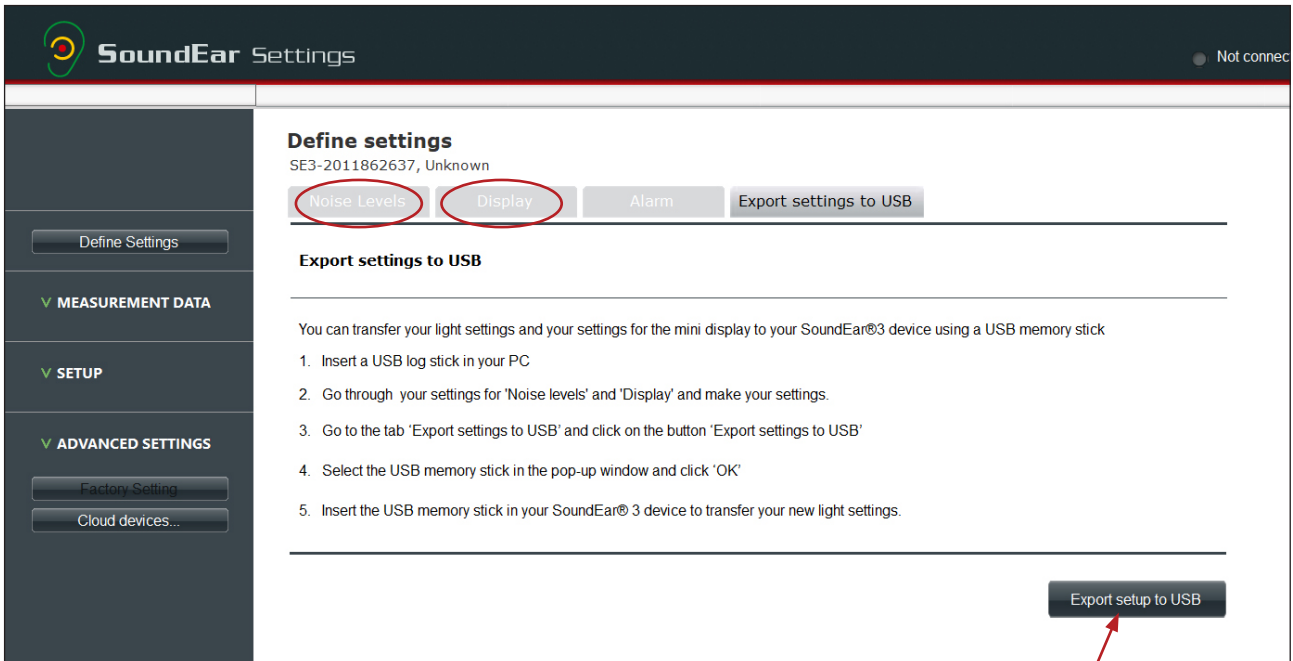 SoundEar Settings
Not connec
Define settings
SE3-2011862637, Unknown
Noise Levels
Display
Alarm
Export settings to USB
Define Settings
Export settings to USB
V MEASUREMENT DATA
You can transfer your light settings and your settings for the mini display to your SoundEar®3 device using a USB memory stick
1. Insert a USB log stick in your PC
V SETUP
2. Go through your settings for 'Noise levels' and 'Display' and make your settings.
3. Go to the tab ‘Export settings to USB’ and click on the button ‘Export settings to USB’
V ADVANCED SETTINGS
4. Select the USB memory stick in the pop-up window and click ‘OK’
Factory Setting
5. Insert the USB memory stick in your SoundEar® 3 device to transfer your new light settings.
Cloud devices...
Export setup to USB